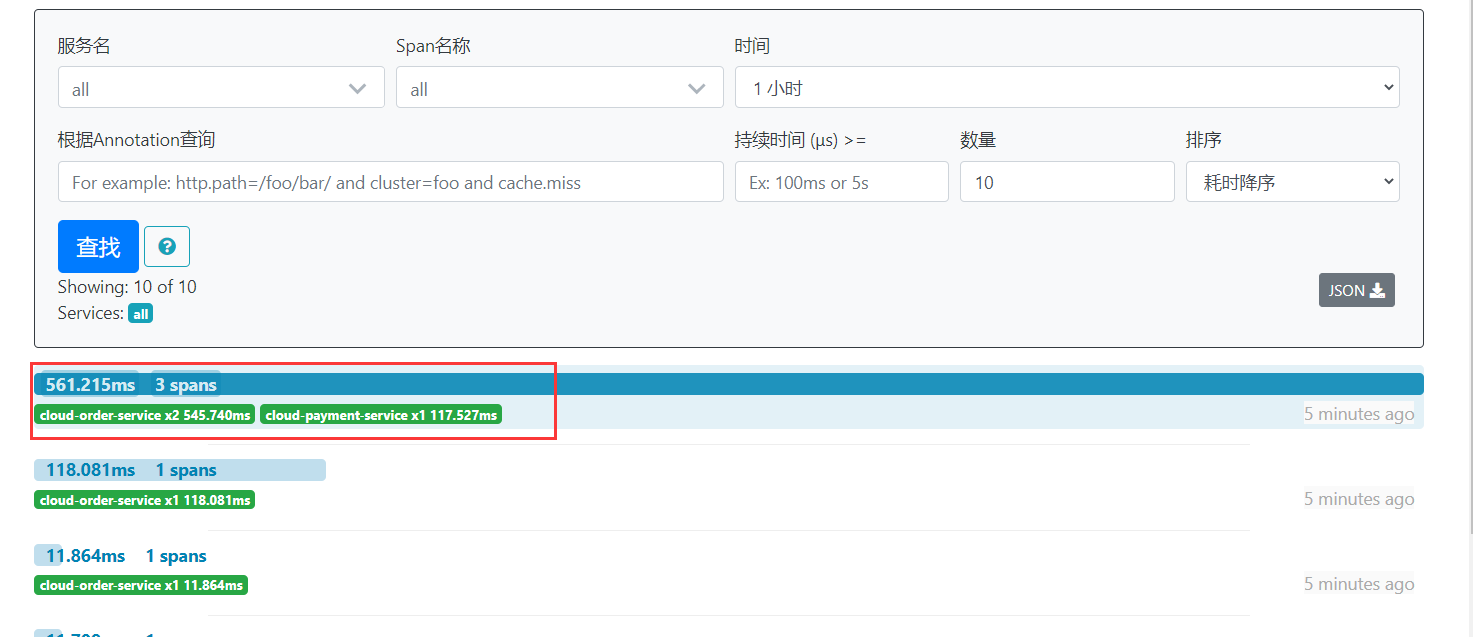 服务名 Span名称 时间
all all 1 小时
根据Annotation查询 持续时间 (μs) >= 数量 排序
For example: http.path=/foo/bar/ and cluster=foo and cache.miss Ex: 100ms or 5s 10 耗时降序
查找 ?
Showing: 10 of 10
JSON
Services: all
561.215ms 3 spans
cloud-order-service x2 545.740ms cloud-payment-service x1 117.527ms 5 minutes ago
118.081ms 1 spans
cloud-order-service x1 118.081ms 5 minutes ago
11.864ms 1 spans
cloud-order-service x1 11.864ms 5 minutes ago